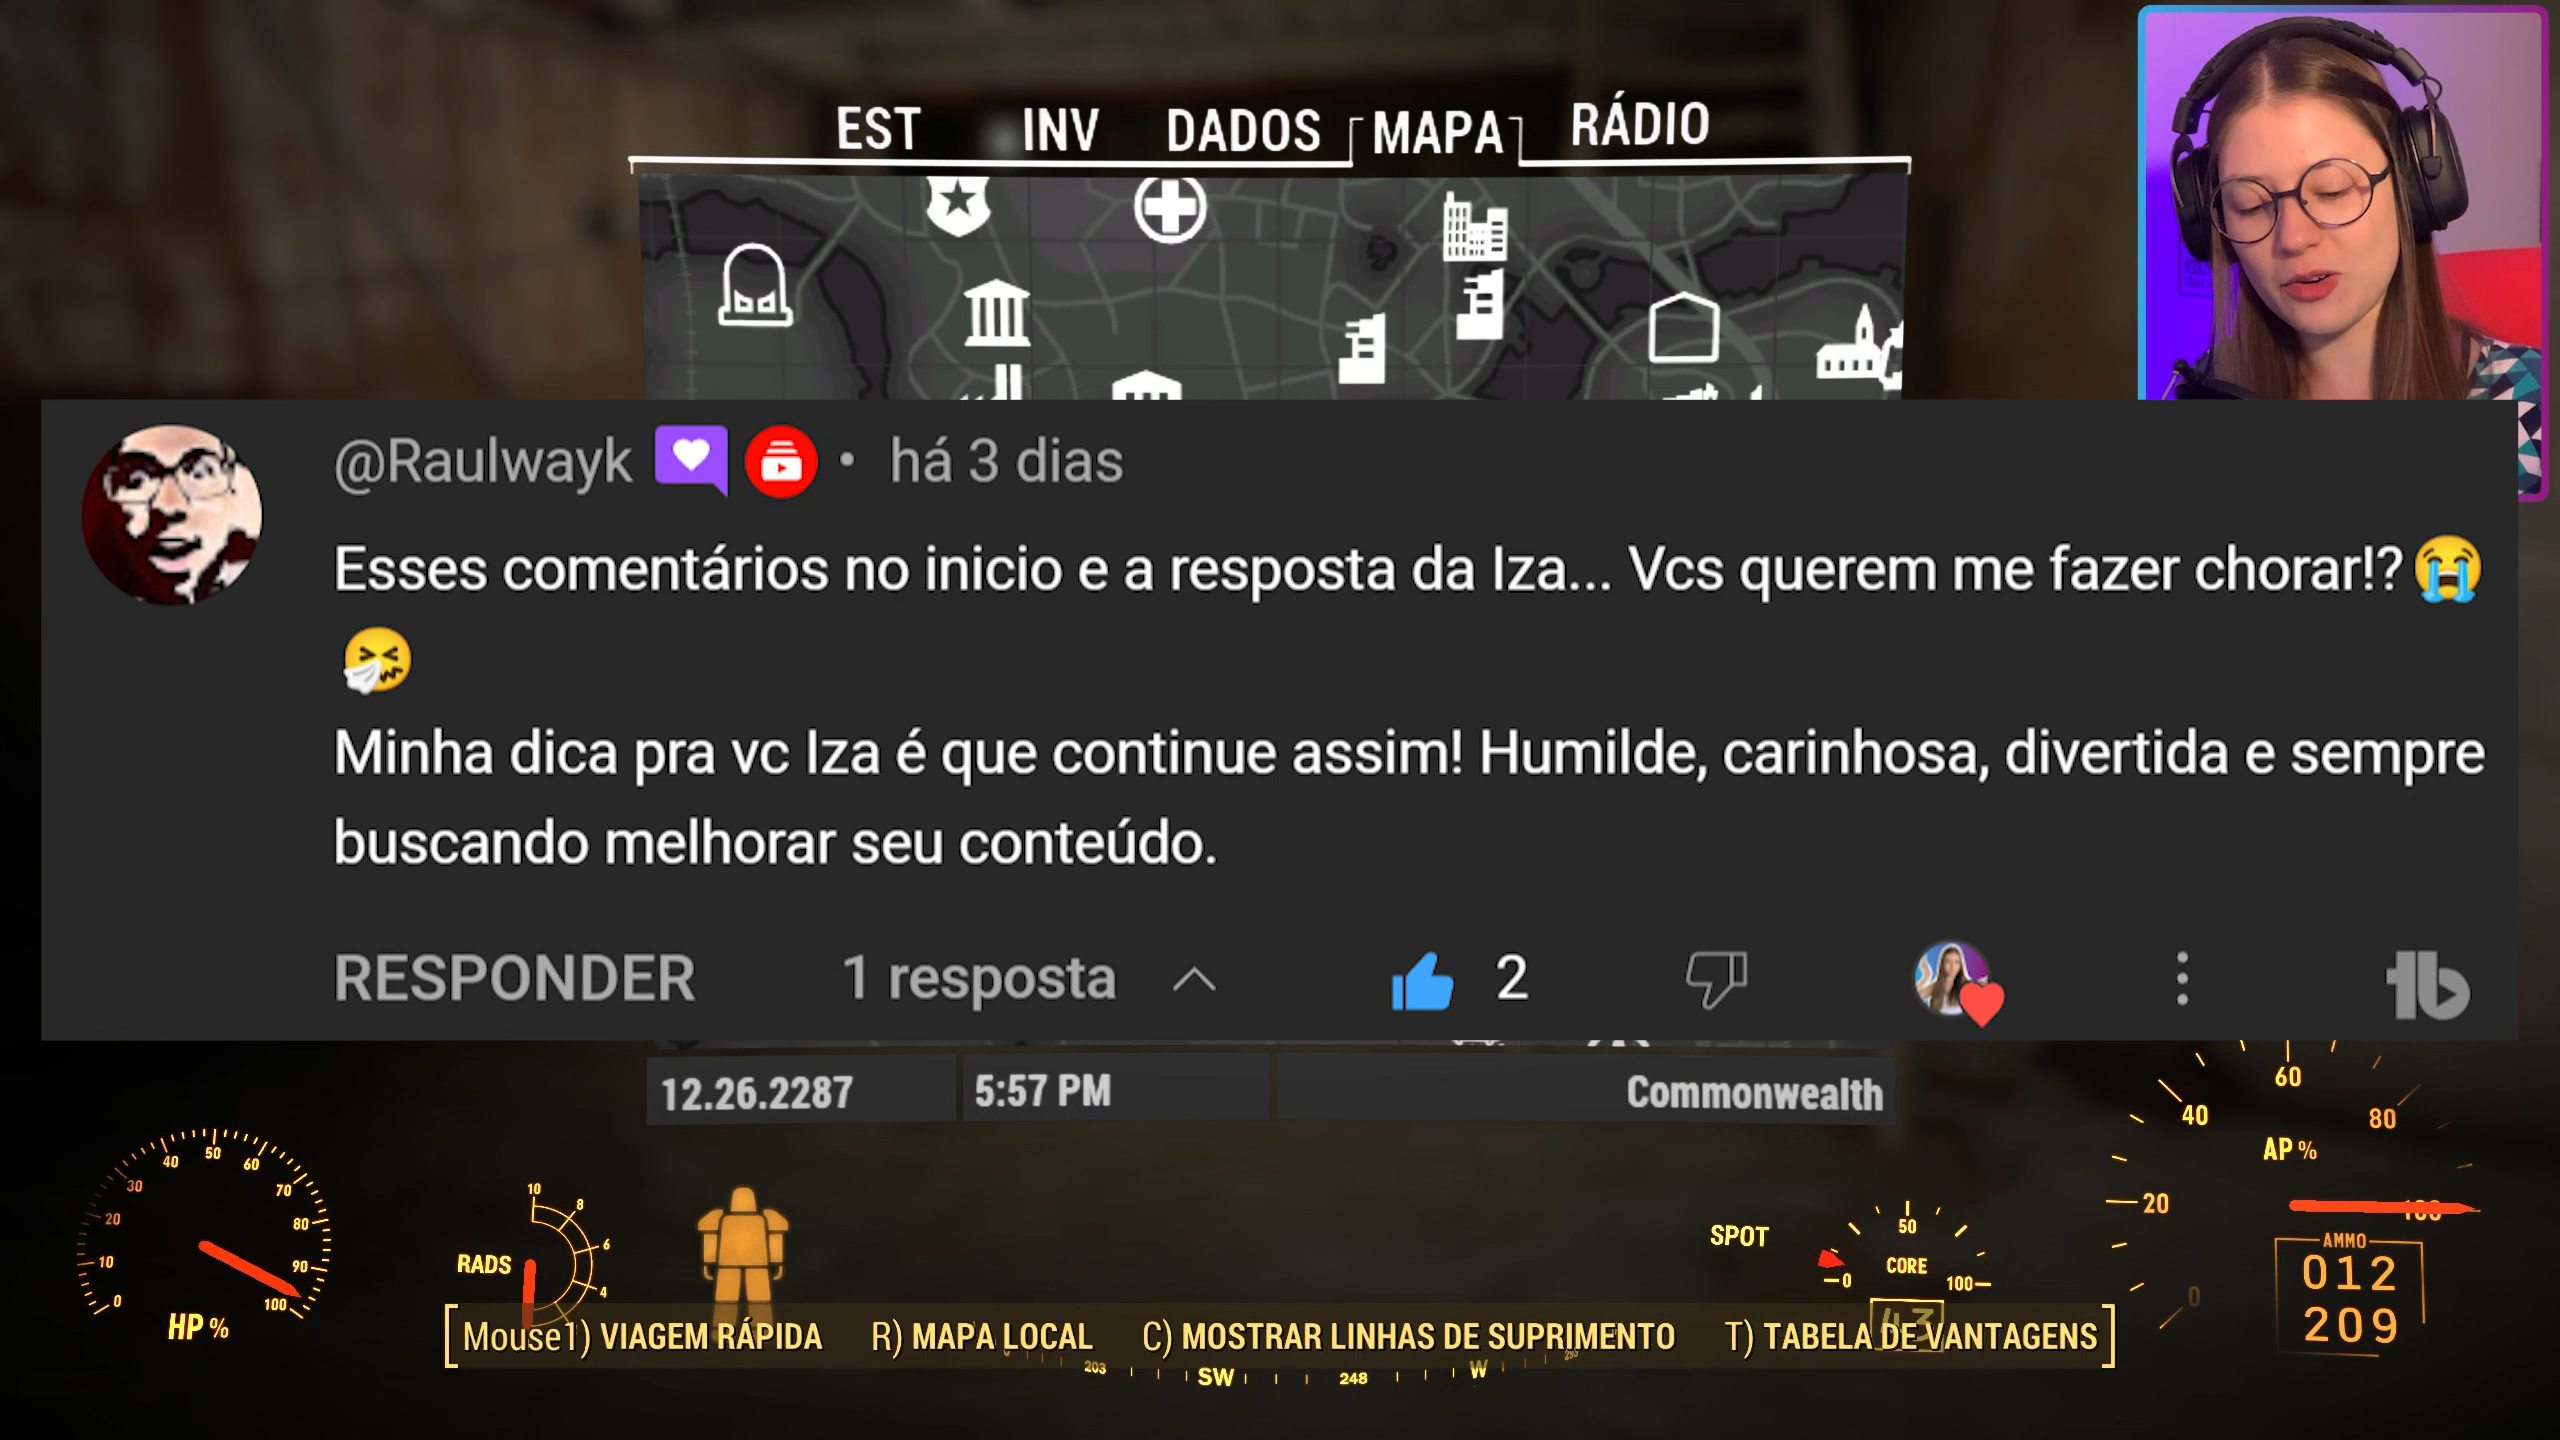 EST INV DADOS MAPA RÁDIO
@Raulwayk • há 3 dias
Esses comentários no inicio e a resposta da Iza... Vcs querem me fazer chorar!?😭
🤧
Minha dica pra vc Iza é que continue assim! Humilde, carinhosa, divertida e sempre
buscando melhorar seu conteúdo.
RESPONDER 1 resposta 2
12.26.2287 5:57 PM Commonwealth
0 10 20 30 40 50 60 70 80 90 100
HP %
RADS
10 8 6 4
SPOT
0 50 100
CORE
43
0 20 40 60 80 100
AP %
AMMO
012
209
Mouse1) VIAGEM RÁPIDA R) MAPA LOCAL C) MOSTRAR LINHAS DE SUPRIMENTO T) TABELA DE VANTAGENS
203 SW 248 W